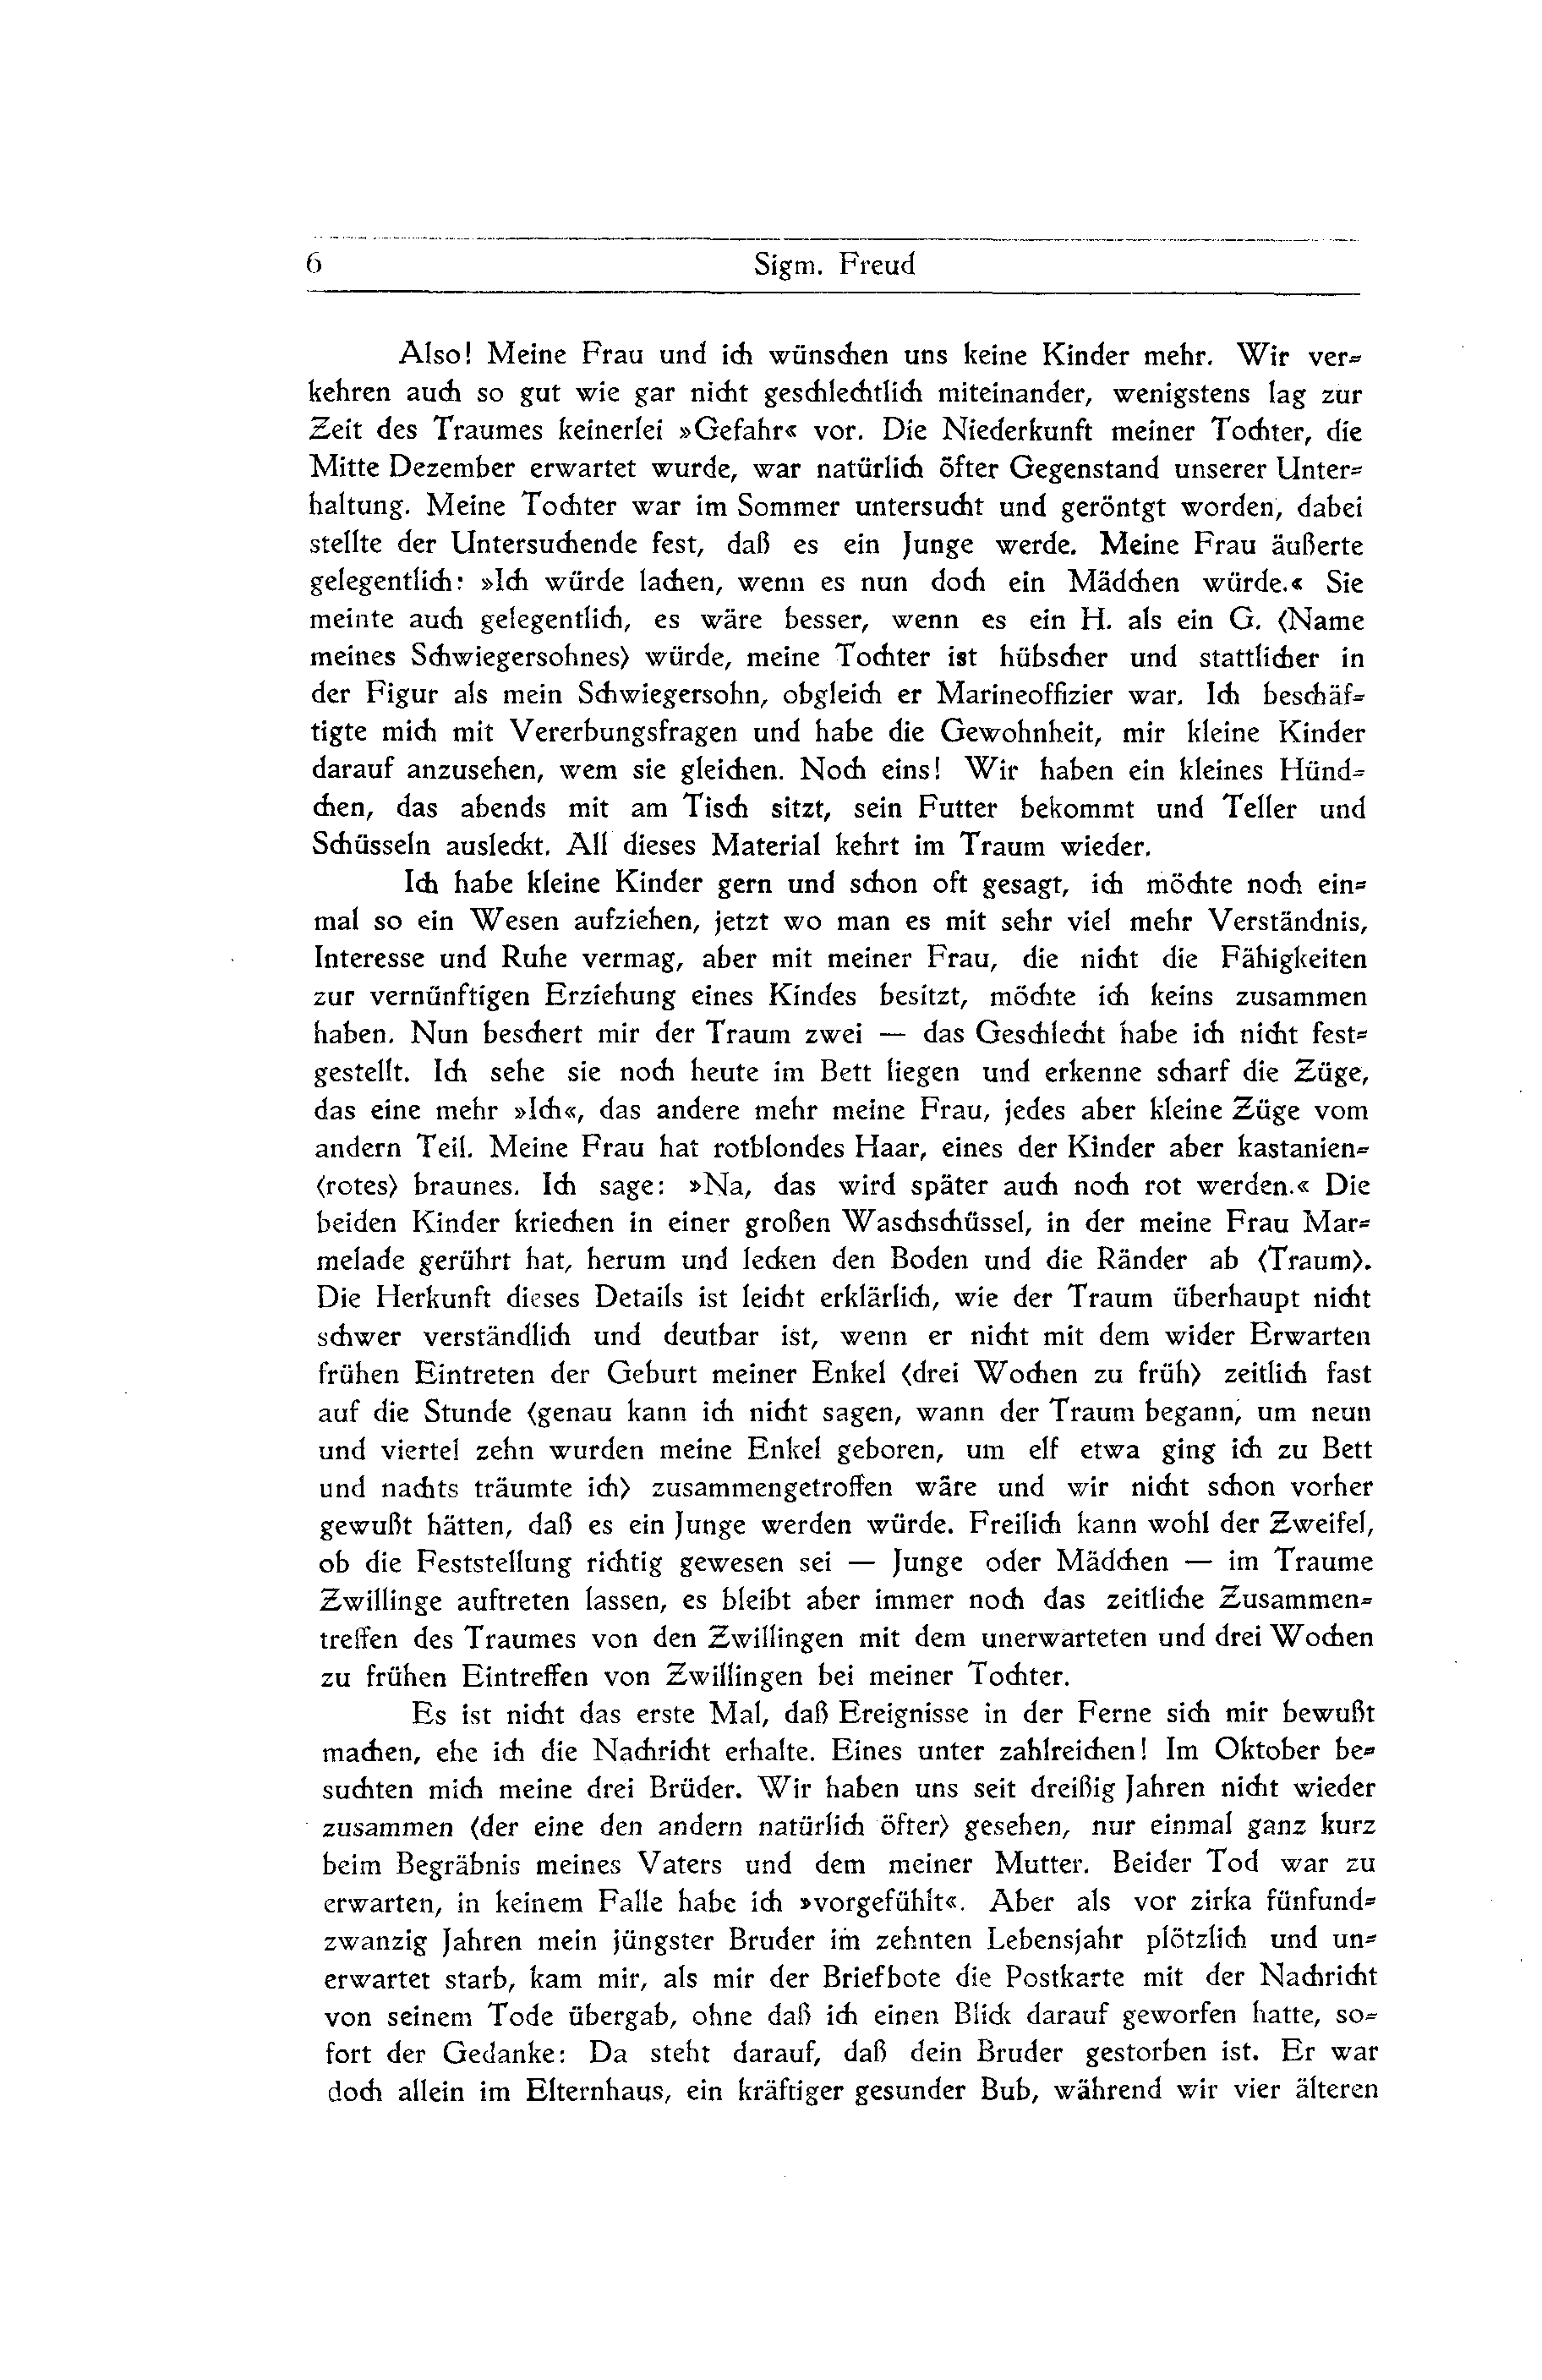 6
Sigm. Freud
Also! Meine Frau und ich wünschen uns keine Kinder mehr. Wir ver-
kehren auch so gut wie gar nicht geschlechtlich miteinander, wenigstens lag zur
Zeit des Traumes keinerlei »Gefahr« vor. Die Niederkunft meiner Tochter, die
Mitte Dezember erwartet wurde, war natürlich öfter Gegenstand unserer Unter-
haltung. Meine Tochter war im Sommer untersucht und geröntgt worden, dabei
stellte der Untersuchende fest, daß es ein Junge werde. Meine Frau äußerte
gelegentlich: »Ich würde lachen, wenn es nun doch ein Mädchen würde.« Sie
meinte auch gelegentlich, es wäre besser, wenn es ein H. als ein G. (Name
meines Schwiegersohnes) würde, meine Tochter ist hübscher und stattlicher in
der Figur als mein Schwiegersohn, obgleich er Marineoffizier war. Ich beschäf-
tigte mich mit Vererbungsfragen und habe die Gewohnheit, mir kleine Kinder
darauf anzusehen, wem sie gleichen. Noch eins! Wir haben ein kleines Hünd-
chen, das abends mit am Tisch sitzt, sein Futter bekommt und Teller und
Schüsseln ausleckt. All dieses Material kehrt im Traum wieder.
Ich habe kleine Kinder gern und schon oft gesagt, ich möchte noch ein-
mal so ein Wesen aufziehen, jetzt wo man es mit sehr viel mehr Verständnis,
Interesse und Ruhe vermag, aber mit meiner Frau, die nicht die Fähigkeiten
zur vernünftigen Erziehung eines Kindes besitzt, möchte ich keins zusammen
haben. Nun beschert mir der Traum zwei — das Geschlecht habe ich nicht fest-
gestellt. Ich sehe sie noch heute im Bett liegen und erkenne scharf die Züge,
das eine mehr »Ich«, das andere mehr meine Frau, jedes aber kleine Züge vom
andern Teil. Meine Frau hat rotblondes Haar, eines der Kinder aber kastanien-
(rotes) braunes. Ich sage: »Na, das wird später auch noch rot werden.« Die
beiden Kinder kriechen in einer großen Waschschüssel, in der meine Frau Mar-
melade gerührt hat, herum und lecken den Boden und die Ränder ab (Traum).
Die Herkunft dieses Details ist leicht erklärlich, wie der Traum überhaupt nicht
schwer verständlich und deutbar ist, wenn er nicht mit dem wider Erwarten
frühen Eintreten der Geburt meiner Enkel (drei Wochen zu früh) zeitlich fast
auf die Stunde (genau kann ich nicht sagen, wann der Traum begann, um neun
und viertel zehn wurden meine Enkel geboren, um elf etwa ging ich zu Bett
und nachts träumte ich) zusammengetroffen wäre und wir nicht schon vorher
gewußt hätten, daß es ein Junge werden würde. Freilich kann wohl der Zweifel,
ob die Feststellung richtig gewesen sei — Junge oder Mädchen — im Traume
Zwillinge auftreten lassen, es bleibt aber immer noch das zeitliche Zusammen-
treffen des Traumes von den Zwillingen mit dem unerwarteten und drei Wochen
zu frühen Eintreffen von Zwillingen bei meiner Tochter.
Es ist nicht das erste Mal, daß Ereignisse in der Ferne sich mir bewußt
machen, ehe ich die Nachricht erhalte. Eines unter zahlreichen! Im Oktober be-
suchten mich meine drei Brüder. Wir haben uns seit dreißig Jahren nicht wieder
zusammen (der eine den andern natürlich öfter) gesehen, nur einmal ganz kurz
beim Begräbnis meines Vaters und dem meiner Mutter. Beider Tod war zu
erwarten, in keinem Falle habe ich »vorgefühlt«. Aber als vor zirka fünfund-
zwanzig Jahren mein jüngster Bruder im zehnten Lebensjahr plötzlich und un-
erwartet starb, kam mir, als mir der Briefbote die Postkarte mit der Nachricht
von seinem Tode übergab, ohne daß ich einen Blick darauf geworfen hatte, so-
fort der Gedanke: Da steht darauf, daß dein Bruder gestorben ist. Er war
doch allein im Elternhaus, ein kräftiger gesunder Bub, während wir vier älteren